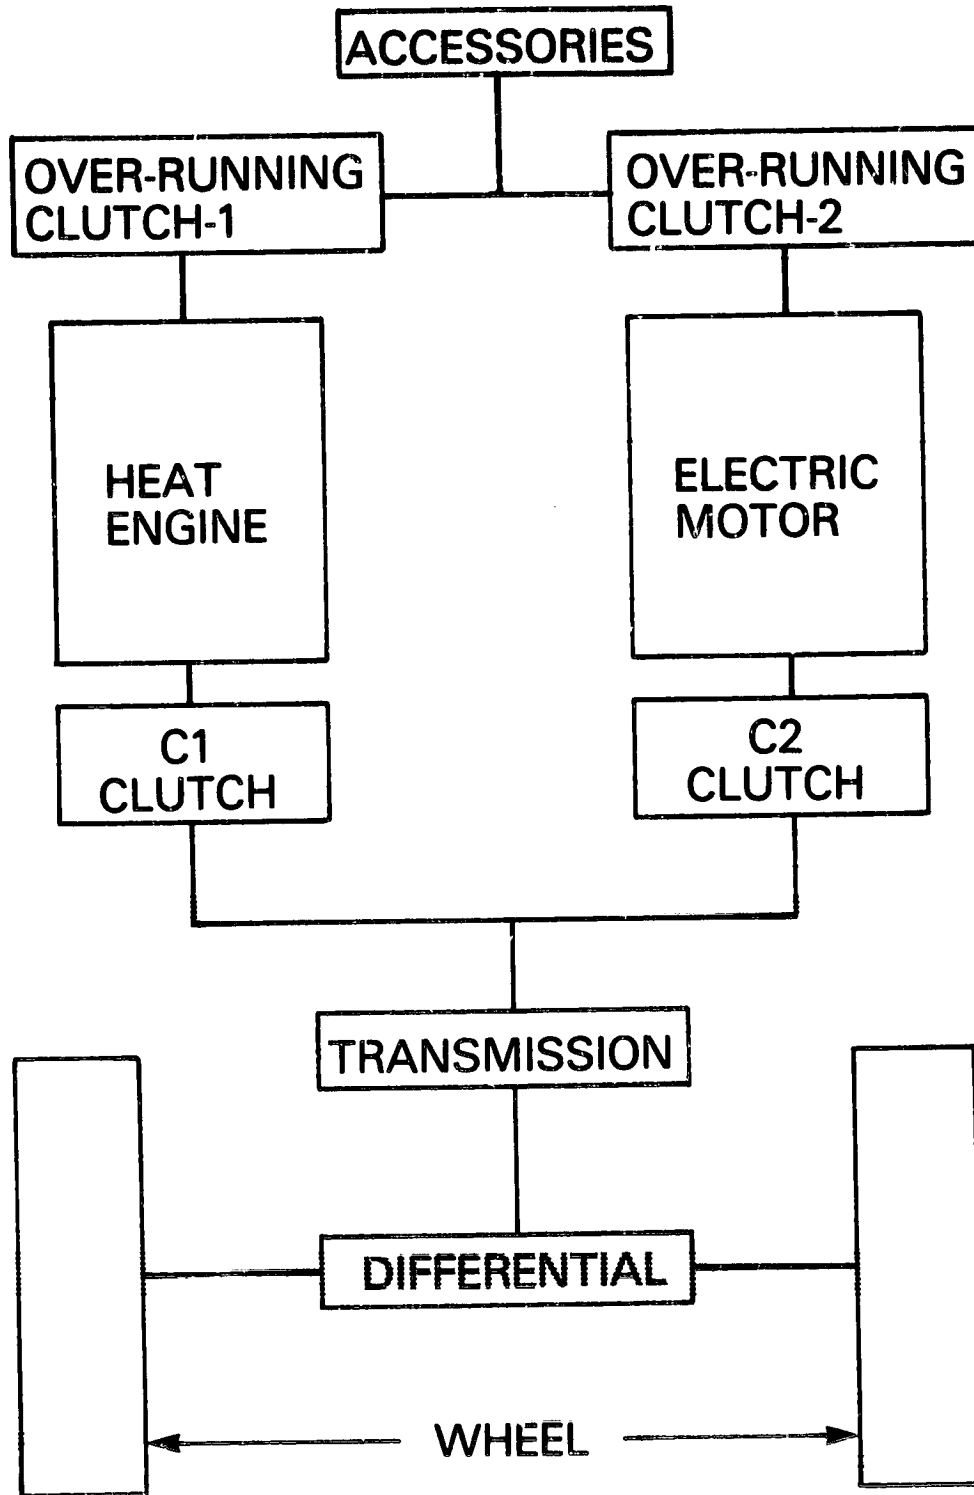 ACCESSORIES
OVER-RUNNING
CLUTCH-1
OVER-RUNNING
CLUTCH-2
HEAT
ENGINE
ELECTRIC
MOTOR
C1
CLUTCH
C2
CLUTCH
TRANSMISSION
DIFFERENTIAL
WHEEL